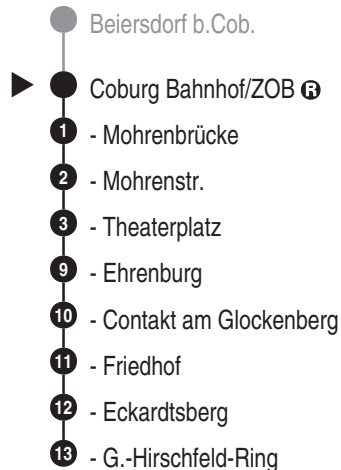 Beiersdorf b.Cob.
Coburg Bahnhof/ZOB R
1 - Mohrenbrücke
2 - Mohrenstr.
3 - Theaterplatz
9 - Ehrenburg
10 - Contakt am Glockenberg
11 - Friedhof
12 - Eckardtsberg
13 - G.-Hirschfeld-Ring